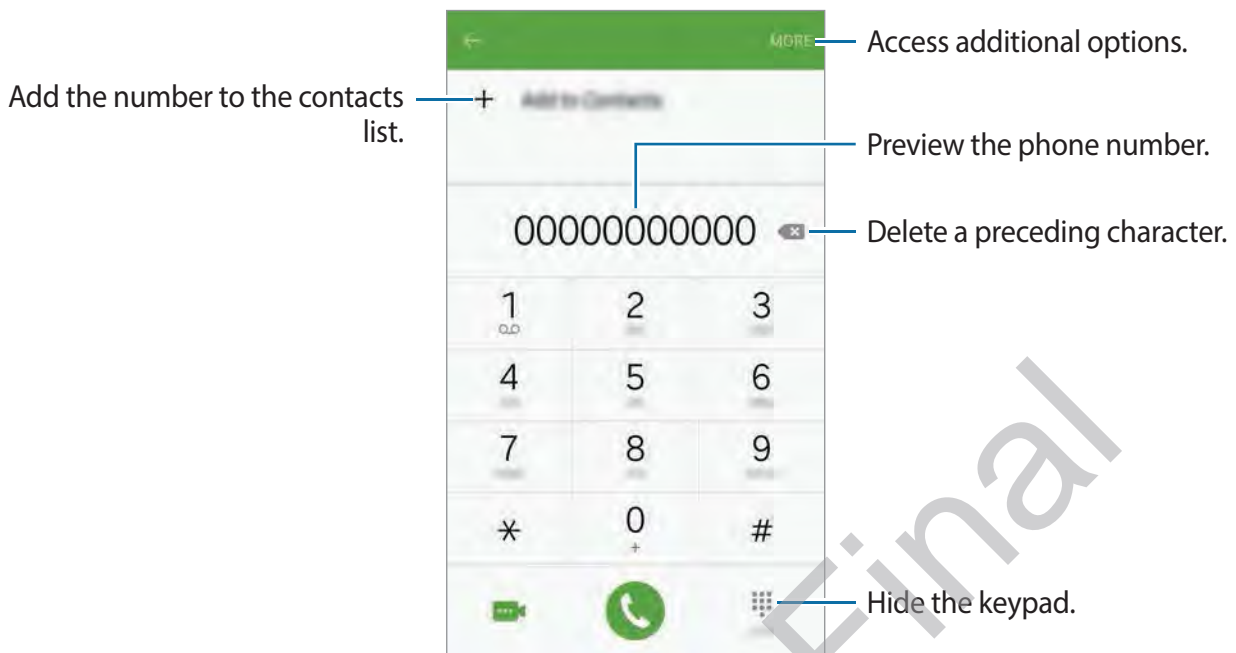 MORE
Access additional options.
Add the number to the contacts
list.
Add to Contacts
Preview the phone number.
00000000000
Delete a preceding character.
1 2 3
4 5 6
7 8 9
* 0 #
+
Hide the keypad.
Final